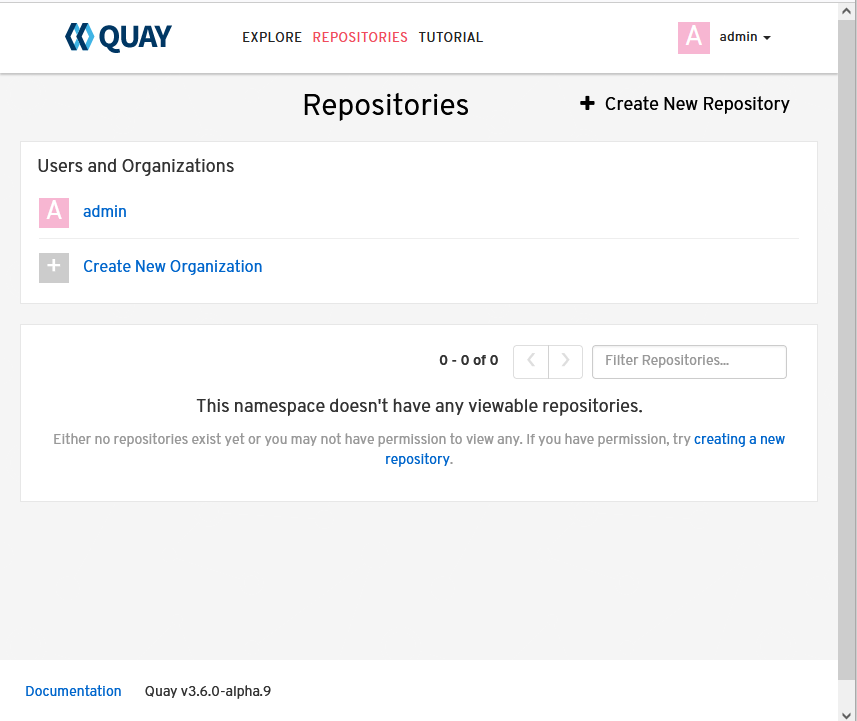 QUAY EXPLORE REPOSITORIES TUTORIAL A admin
Repositories
+ Create New Repository
Users and Organizations
A admin
+ Create New Organization
0 - 0 of 0 < > Filter Repositories...
This namespace doesn't have any viewable repositories.
Either no repositories exist yet or you may not have permission to view any. If you have permission, try creating a new
repository.
Documentation Quay v3.6.0-alpha.9